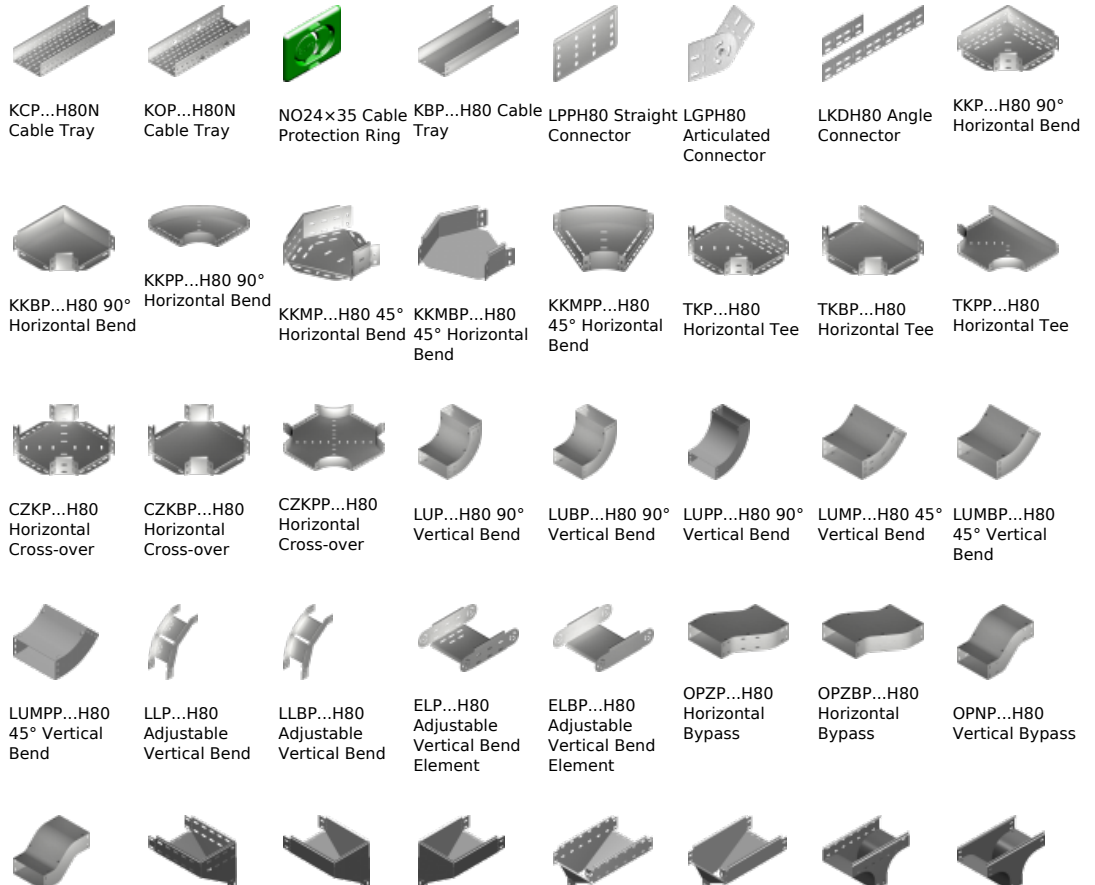 KCP...H80N
Cable Tray
KOP...H80N
Cable Tray
NO24×35 Cable
Protection Ring
KBP...H80 Cable
Tray
LPPH80 Straight
Connector
LGPH80
Articulated
Connector
LKDH80 Angle
Connector
KKP...H80 90°
Horizontal Bend
KKBP...H80 90°
Horizontal Bend
KKPP...H80 90°
Horizontal Bend
KKMP...H80 45°
Horizontal Bend
KKMBP...H80
45° Horizontal
Bend
KKMPP...H80
45° Horizontal
Bend
TKP...H80
Horizontal Tee
TKBP...H80
Horizontal Tee
TKPP...H80
Horizontal Tee
CZKP...H80
Horizontal
Cross-over
CZKBP...H80
Horizontal
Cross-over
CZKPP...H80
Horizontal
Cross-over
LUP...H80 90°
Vertical Bend
LUBP...H80 90°
Vertical Bend
LUPP...H80 90°
Vertical Bend
LUMP...H80 45°
Vertical Bend
LUMBP...H80
45° Vertical
Bend
LUMPP...H80
45° Vertical
Bend
LLP...H80
Adjustable
Vertical Bend
LLBP...H80
Adjustable
Vertical Bend
ELP...H80
Adjustable
Vertical Bend
Element
ELBP...H80
Adjustable
Vertical Bend
Element
OPZP...H80
Horizontal
Bypass
OPZBP...H80
Horizontal
Bypass
OPNP...H80
Vertical Bypass